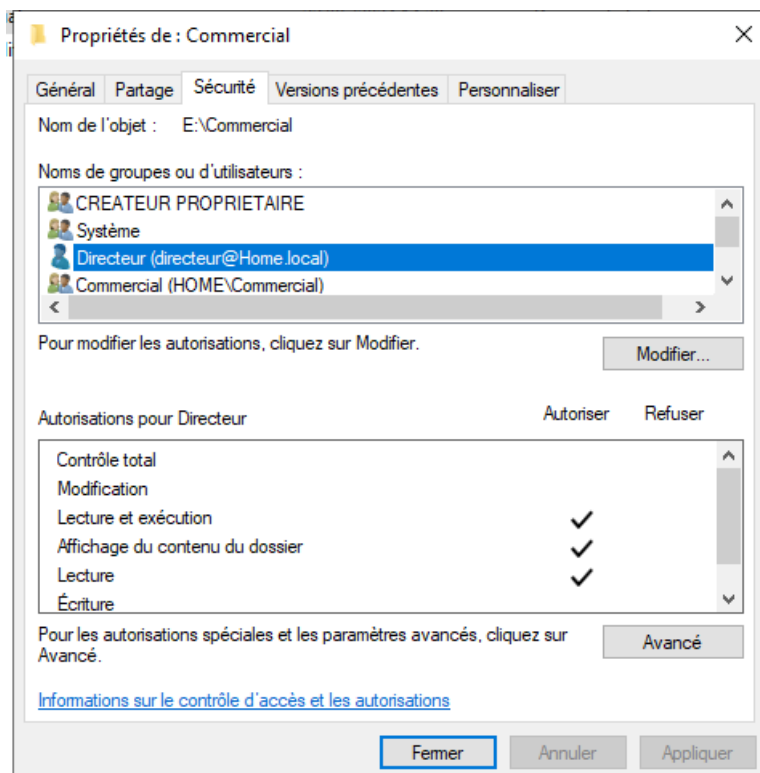 Propriétés de : Commercial
Général Partage Sécurité Versions précédentes Personnaliser
Nom de l'objet : E:\Commercial
Noms de groupes ou d'utilisateurs :
CREATEUR PROPRIETAIRE
Système
Directeur (directeur@Home.local)
Commercial (HOME\Commercial)
Pour modifier les autorisations, cliquez sur Modifier.
Modifier...
Autorisations pour Directeur Autoriser Refuser
Contrôle total
Modification
Lecture et exécution
Affichage du contenu du dossier
Lecture
Écriture
Pour les autorisations spéciales et les paramètres avancés, cliquez sur
Avancé.
Avancé
Informations sur le contrôle d'accès et les autorisations
Fermer Annuler Appliquer